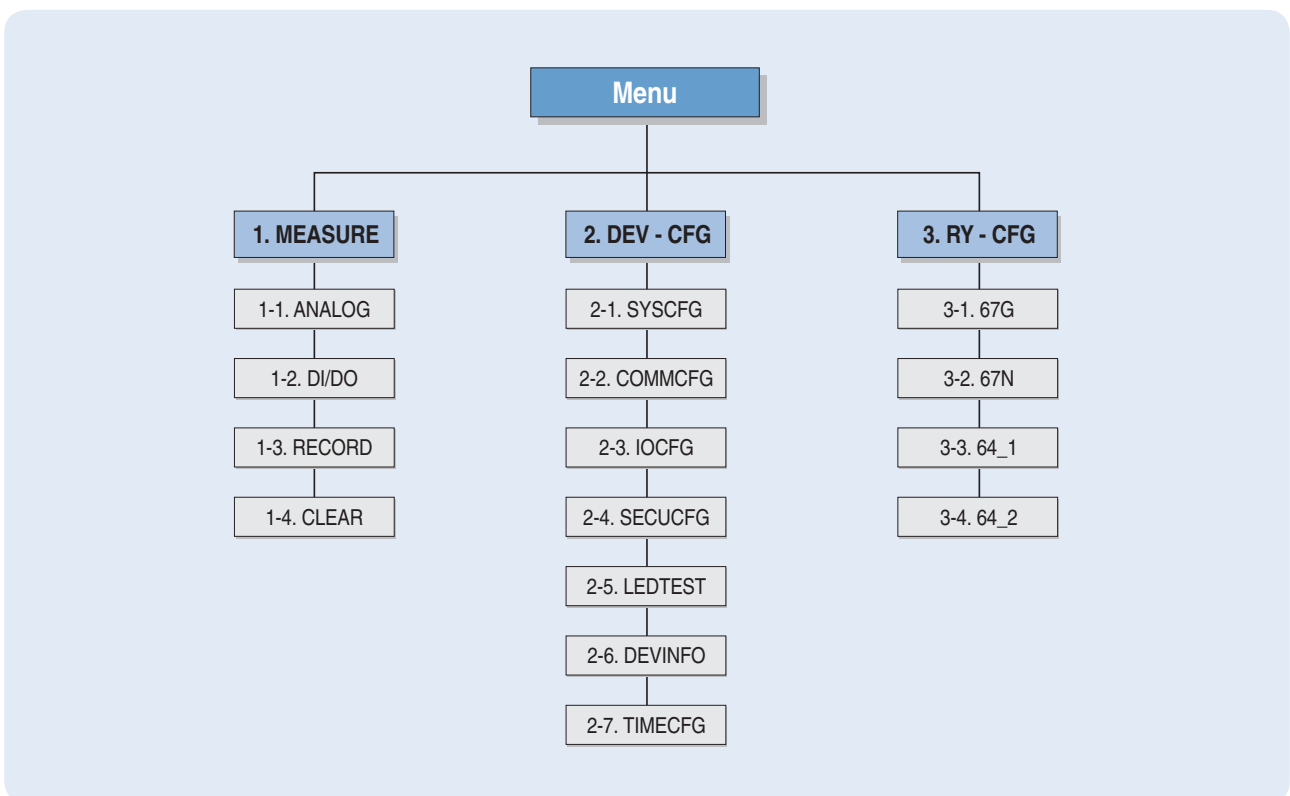 Menu
1. MEASURE
1-1. ANALOG
1-2. DI/DO
1-3. RECORD
1-4. CLEAR
2. DEV - CFG
2-1. SYSCFG
2-2. COMMCFG
2-3. IOCFG
2-4. SECUCFG
2-5. LEDTEST
2-6. DEVINFO
2-7. TIMECFG
3. RY - CFG
3-1. 67G
3-2. 67N
3-3. 64_1
3-4. 64_2